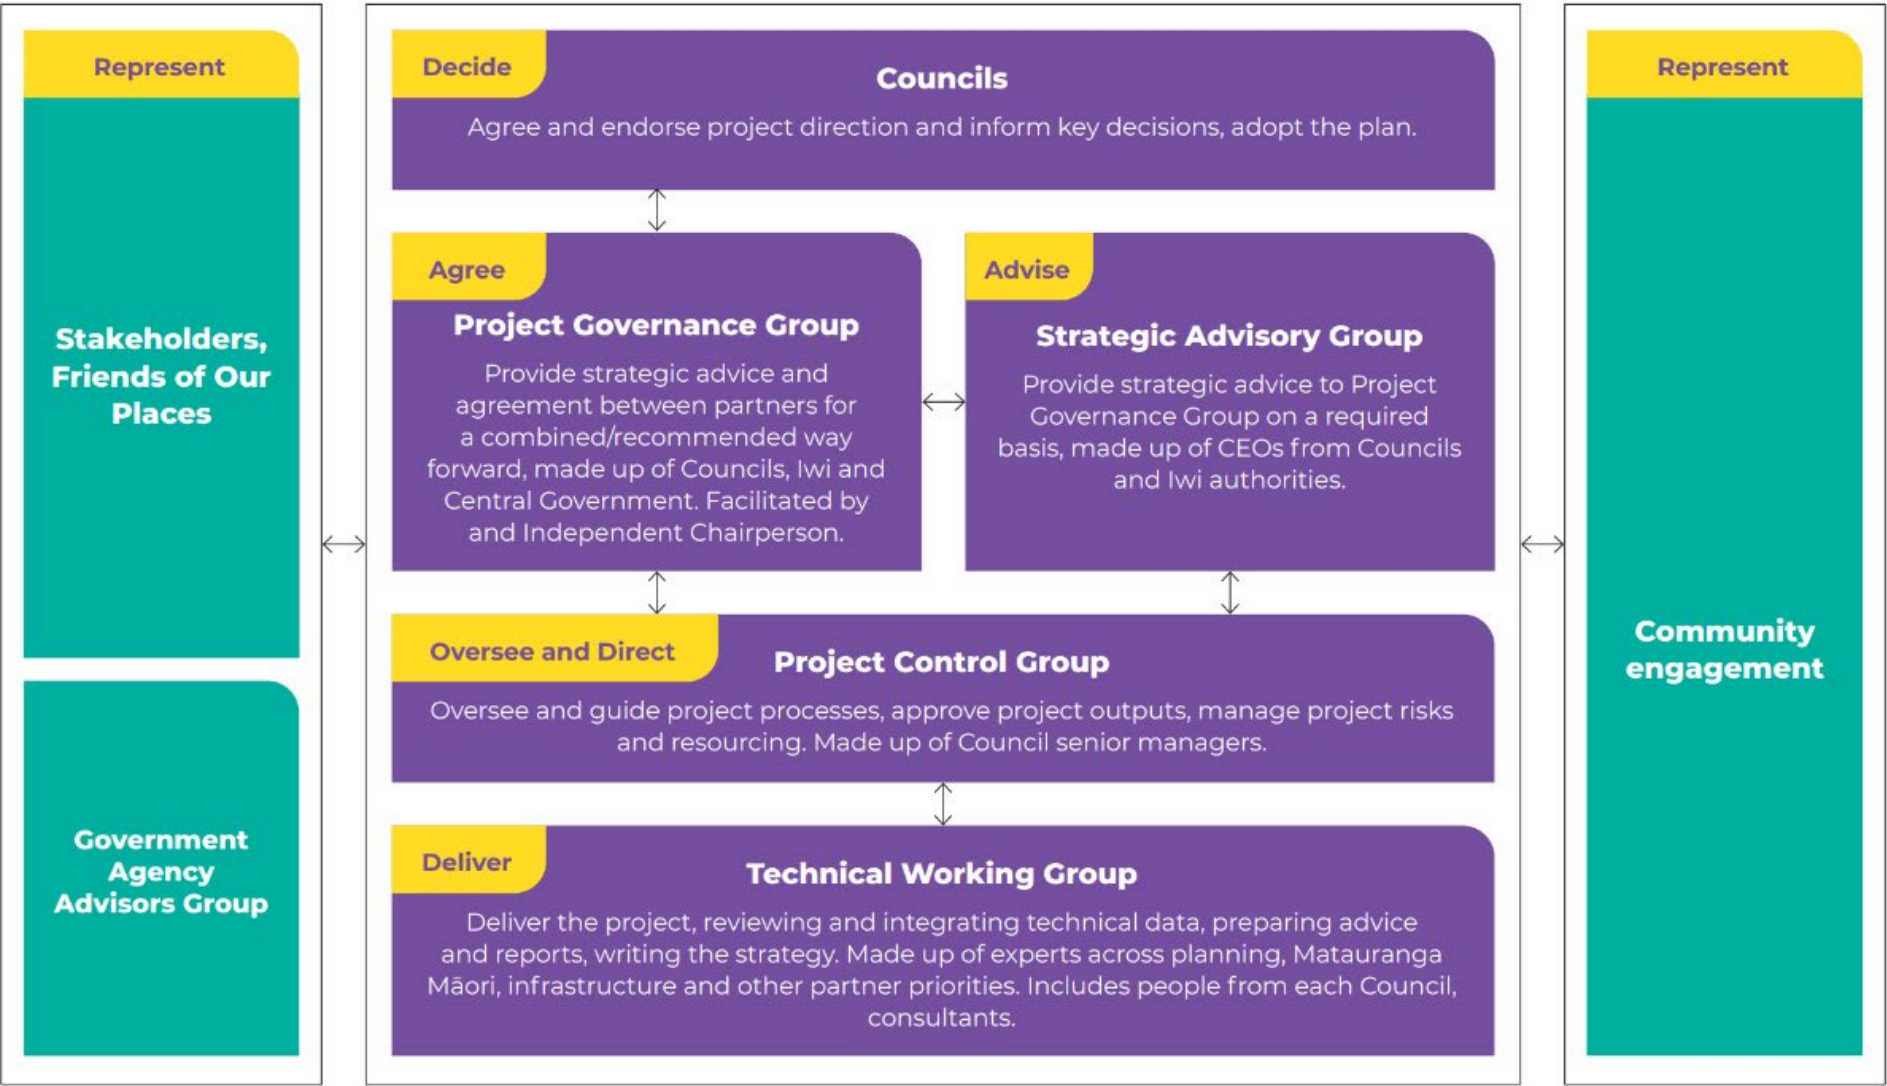 Represent
Stakeholders,
Friends of Our
Places
Government
Agency
Advisors Group
Decide
Councils
Agree and endorse project direction and inform key decisions, adopt the plan.
Agree
Project Governance Group
Provide strategic advice and
agreement between partners for
a combined/recommended way
forward, made up of Councils, Iwi and
Central Government. Facilitated by
and Independent Chairperson.
Advise
Strategic Advisory Group
Provide strategic advice to Project
Governance Group on a required
basis, made up of CEOs from Councils
and Iwi authorities.
Oversee and Direct
Project Control Group
Oversee and guide project processes, approve project outputs, manage project risks
and resourcing. Made up of Council senior managers.
Deliver
Technical Working Group
Deliver the project, reviewing and integrating technical data, preparing advice
and reports, writing the strategy. Made up of experts across planning, Matauranga
Māori, infrastructure and other partner priorities. Includes people from each Council,
consultants.
Represent
Community
engagement